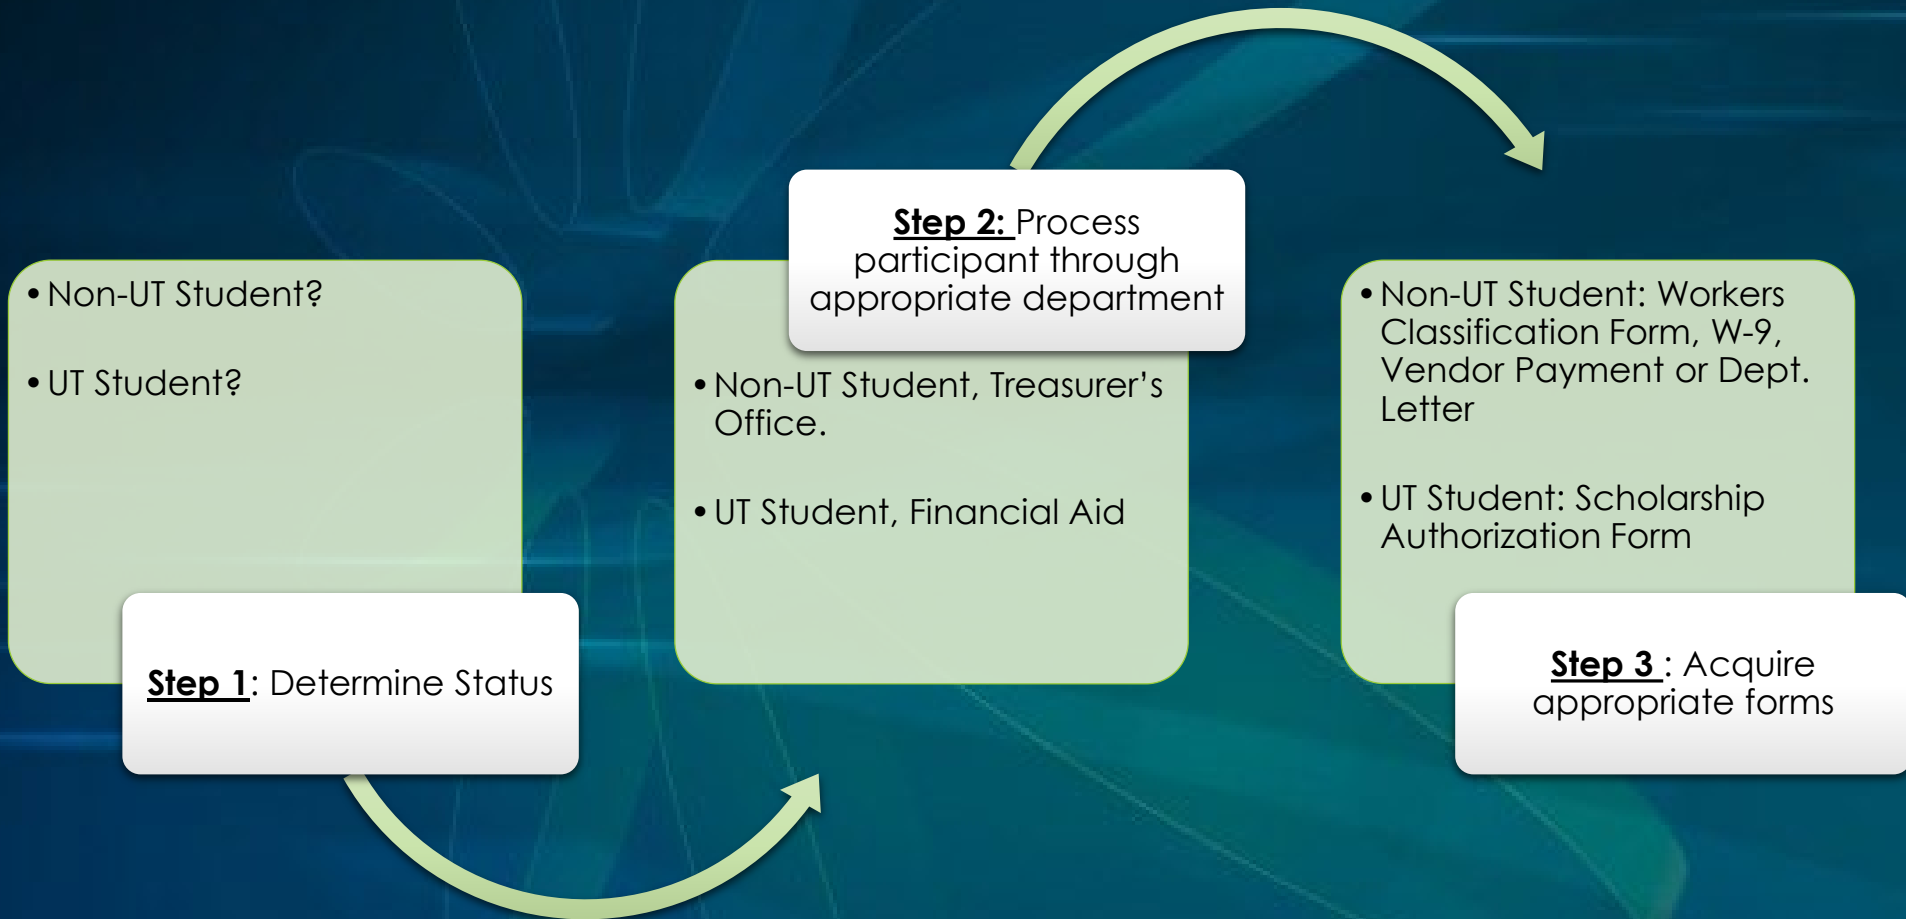 • Non-UT Student?
• UT Student?
Step 1: Determine Status
Step 2: Process
participant through
appropriate department
• Non-UT Student, Treasurer’s
Office.
• UT Student, Financial Aid
• Non-UT Student: Workers
Classification Form, W-9,
Vendor Payment or Dept.
Letter
• UT Student: Scholarship
Authorization Form
Step 3 : Acquire
appropriate forms